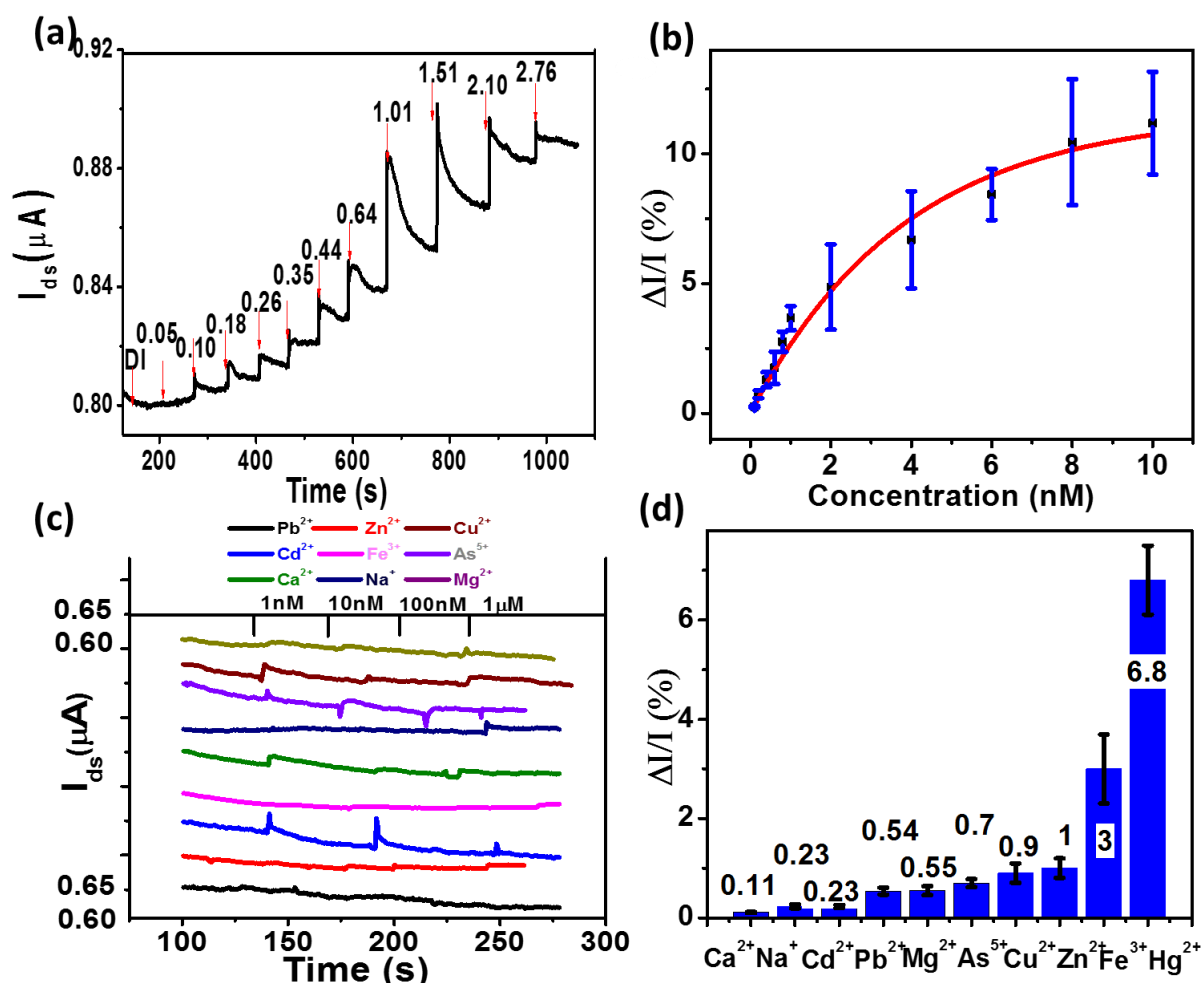 (a)
0.92
0.88
0.84
0.80
I_ds (μ A)
DI
0.05
0.10
0.18
0.26
0.35
0.44
0.64
1.01
1.51
2.10
2.76
200 400 600 800 1000
Time (s)
(b)
10
5
0
ΔI/I (%)
0 2 4 6 8 10
Concentration (nM)
(c)
Pb²⁺ Zn²⁺ Cu²⁺
Cd²⁺ Fe³⁺ As⁵⁺
Ca²⁺ Na⁺ Mg²⁺
1nM 10nM 100nM 1μM
0.65
0.60
0.65
0.60
I_ds(μA)
100 150 200 250 300
Time (s)
(d)
6
4
2
0
ΔI/I (%)
0.11
0.23
0.23
0.54
0.55
0.7
0.9
1
3
6.8
Ca²⁺ Na⁺ Cd²⁺ Pb²⁺ Mg²⁺ As⁵⁺ Cu²⁺ Zn²⁺ Fe³⁺ Hg²⁺